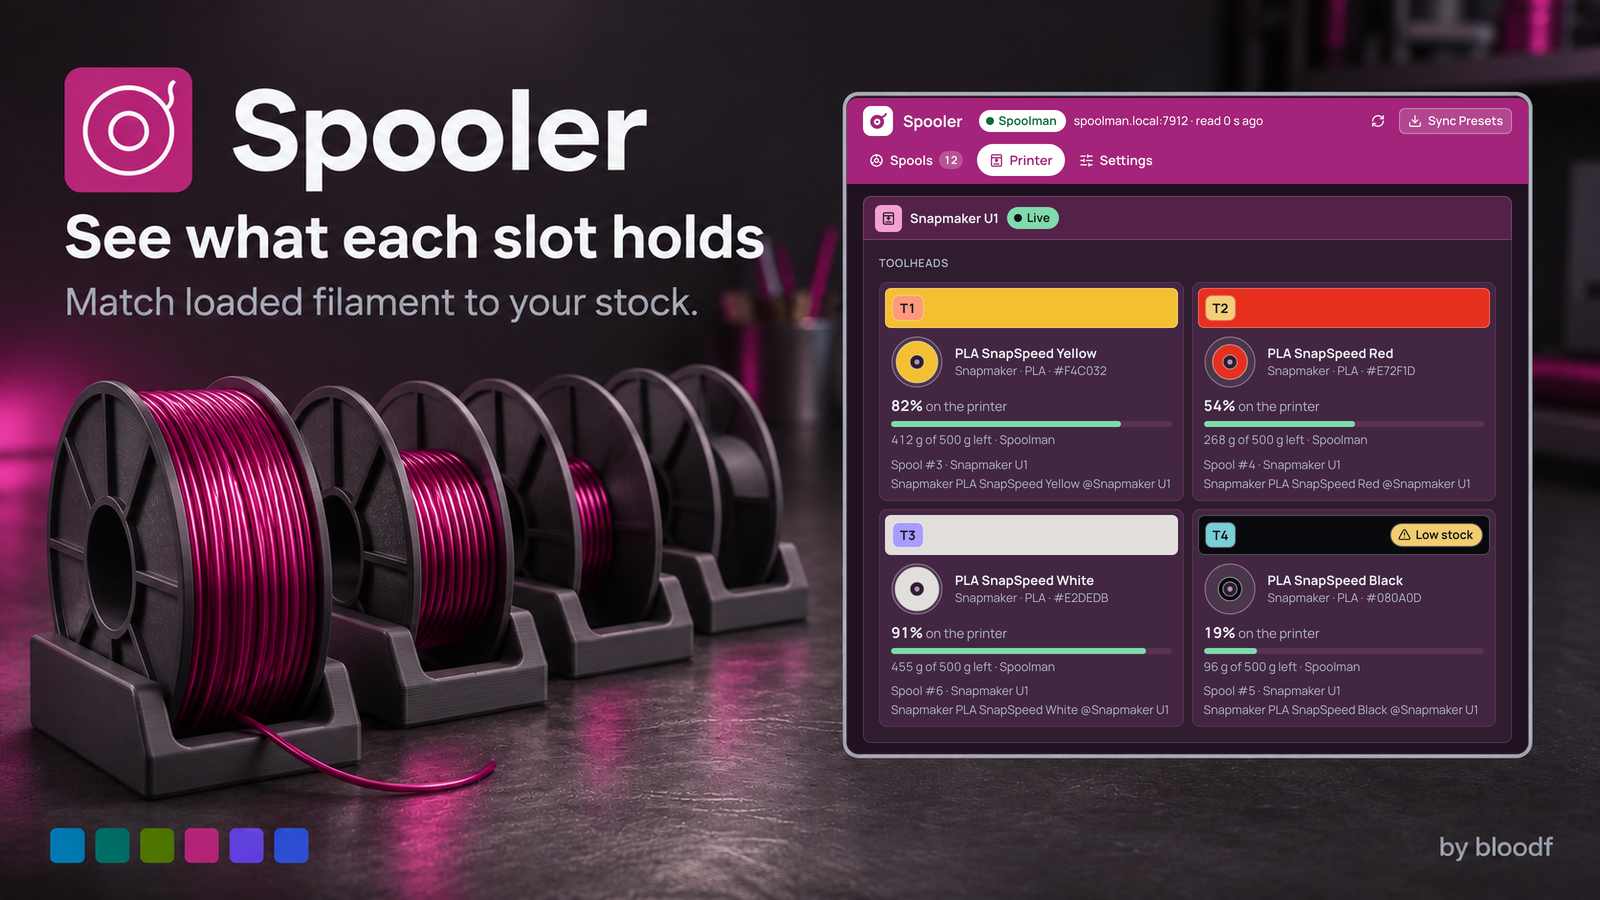 Spooler
See what each slot holds
Match loaded filament to your stock.
Spooler Spoolman spoolman.local:7912 · read 0 s ago Sync Presets
Spools 12 Printer Settings
Snapmaker U1 Live
TOOLHEADS
T1
PLA SnapSpeed Yellow
Snapmaker · PLA · #F4C032
82% on the printer
412 g of 500 g left · Spoolman
Spool #3 · Snapmaker U1
Snapmaker PLA SnapSpeed Yellow @Snapmaker U1
T2
PLA SnapSpeed Red
Snapmaker · PLA · #E72F1D
54% on the printer
268 g of 500 g left · Spoolman
Spool #4 · Snapmaker U1
Snapmaker PLA SnapSpeed Red @Snapmaker U1
T3
PLA SnapSpeed White
Snapmaker · PLA · #E2DEDB
91% on the printer
455 g of 500 g left · Spoolman
Spool #6 · Snapmaker U1
Snapmaker PLA SnapSpeed White @Snapmaker U1
T4 Low stock
PLA SnapSpeed Black
Snapmaker · PLA · #080A0D
19% on the printer
96 g of 500 g left · Spoolman
Spool #5 · Snapmaker U1
Snapmaker PLA SnapSpeed Black @Snapmaker U1
by bloodf